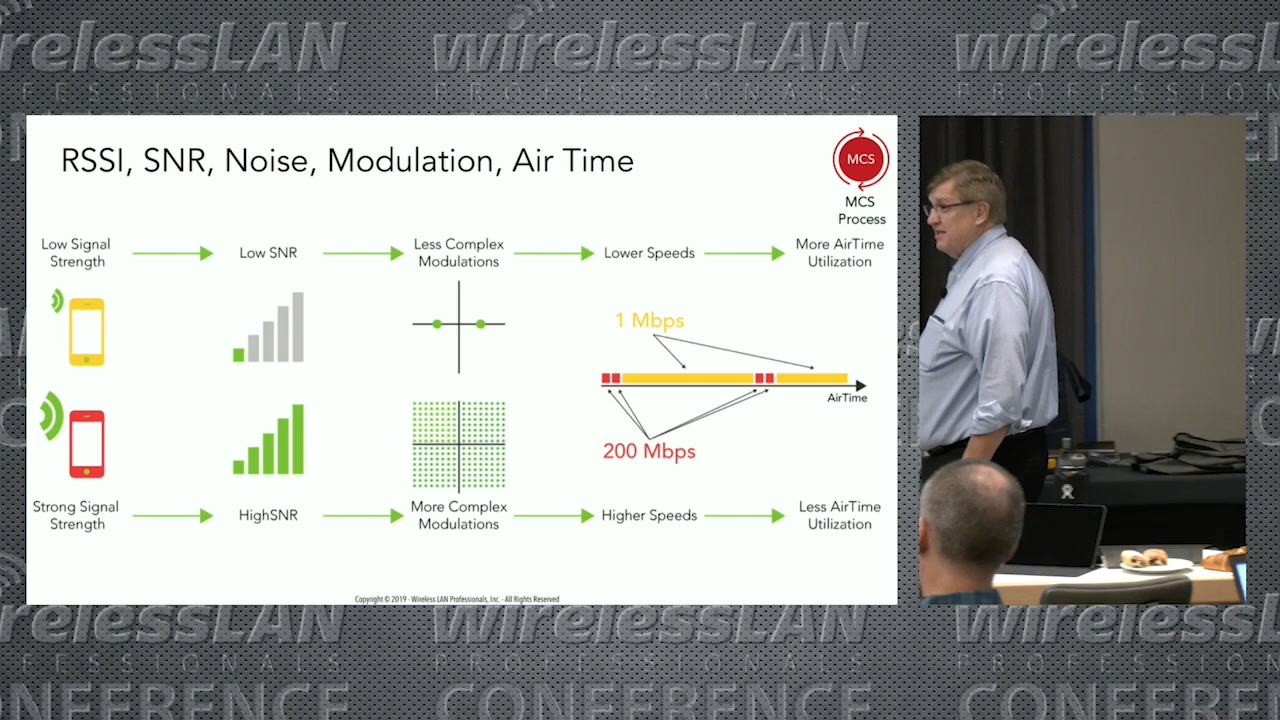 wirelessLAN
wirelessLAN
wirelessLAN
PROFESSIONALS
RSSI, SNR, Noise, Modulation, Air Time
MCS
MCS
Process
Low Signal
Strength
Low SNR
Less Complex
Modulations
Lower Speeds
More AirTime
Utilization
1 Mbps
AirTime
200 Mbps
Strong Signal
Strength
HighSNR
More Complex
Modulations
Higher Speeds
Less AirTime
Utilization
Copyright © 2019 - Wireless LAN Professionals, Inc. - All Rights Reserved
wirelessLAN
wirelessLAN
wirelessLAN
PROFESSIONALS
CONFERENCE
CONFERENCE
CONFERENCE